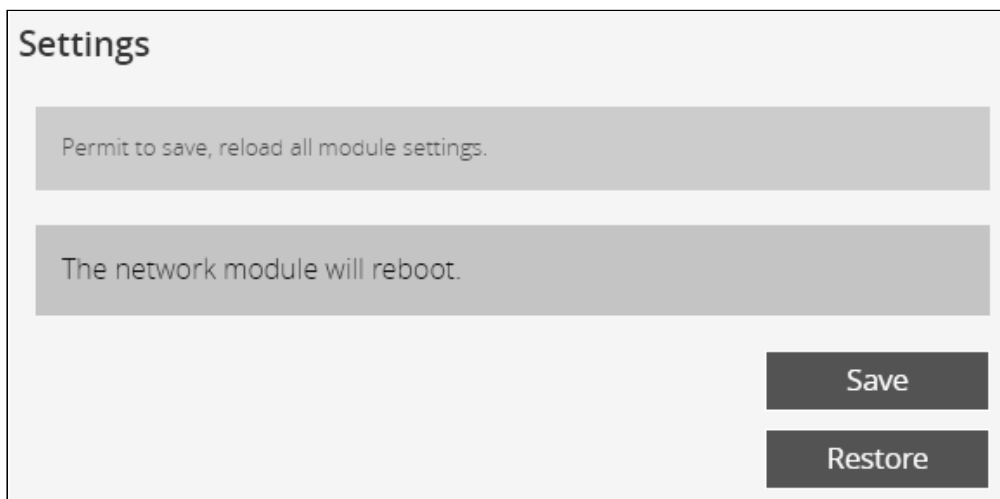 Settings
Permit to save, reload all module settings.
The network module will reboot.
Save
Restore